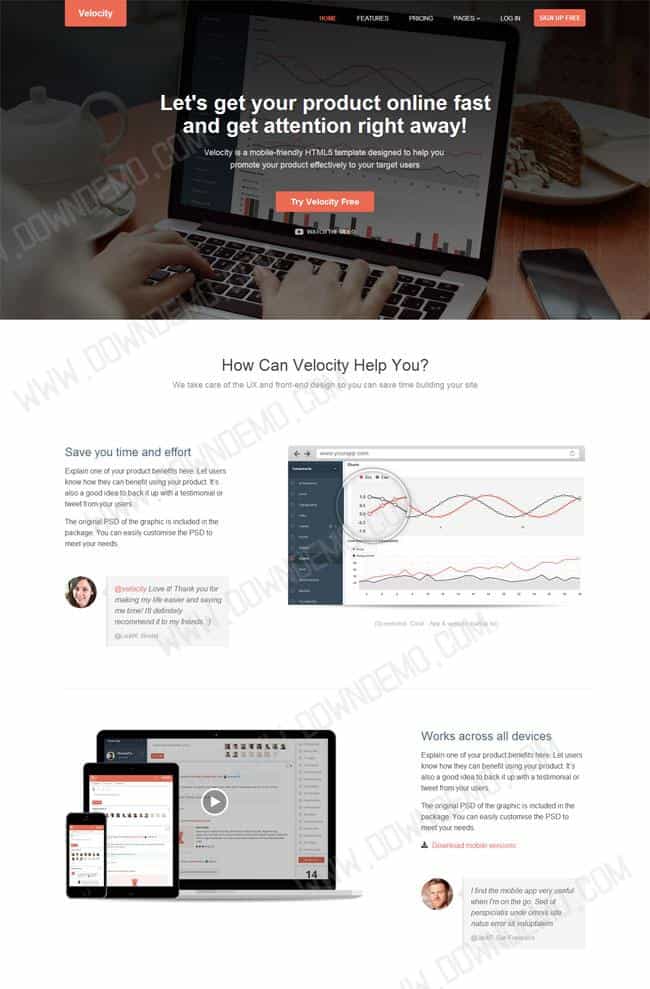 Velocity
HOME FEATURES PRICING PAGES LOG IN SIGN UP FREE
Let's get your product online fast
and get attention right away!
Velocity is a mobile-friendly HTML5 template designed to help you
promote your product effectively to your target users
Try Velocity Free
WATCH THE VIDEO
How Can Velocity Help You?
We take care of the UX and front-end design so you can save time building your site
Save you time and effort
Explain one of your product benefits here. Let users
know how they can benefit using your product. It's
also a good idea to back it up with a testimonial or
tweet from your users.
The original PSD of the graphic is included in the
package. You can easily customise the PSD to
meet your needs.
@velocity Love it! Thank you for
making my life easier and saving
me time! I'll definitely
recommend it to my friends. :)
www.yourapp.com
Works across all devices
Explain one of your product benefits here. Let users
know how they can benefit using your product. It's
also a good idea to back it up with a testimonial or
tweet from your users.
The original PSD of the graphic is included in the
package. You can easily customise the PSD to
meet your needs.
Download mobile versions
14
I find the mobile app very useful
when I'm on the go. Sed ut
perspiciatis unde omnis iste
natus error sit voluptatem
WWW.DOWNDEMO.COM